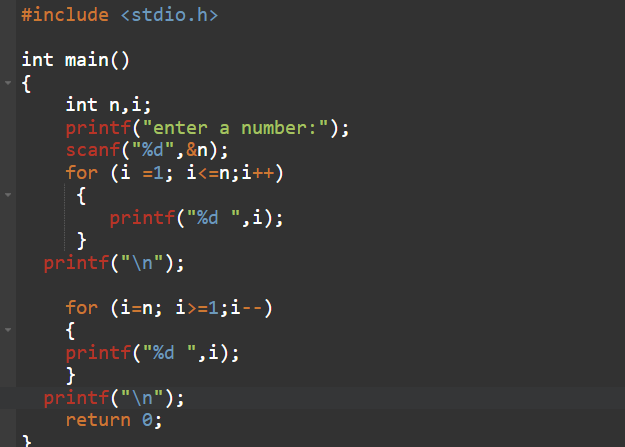 #include <stdio.h>

int main()
{
    int n,i;
    printf("enter a number:");
    scanf("%d",&n);
    for (i =1; i<=n;i++)
     {
        printf("%d ",i);
     }
  printf("\n");

    for (i=n; i>=1;i--)
    {
    printf("%d ",i);
    }
  printf("\n");
    return 0;
}